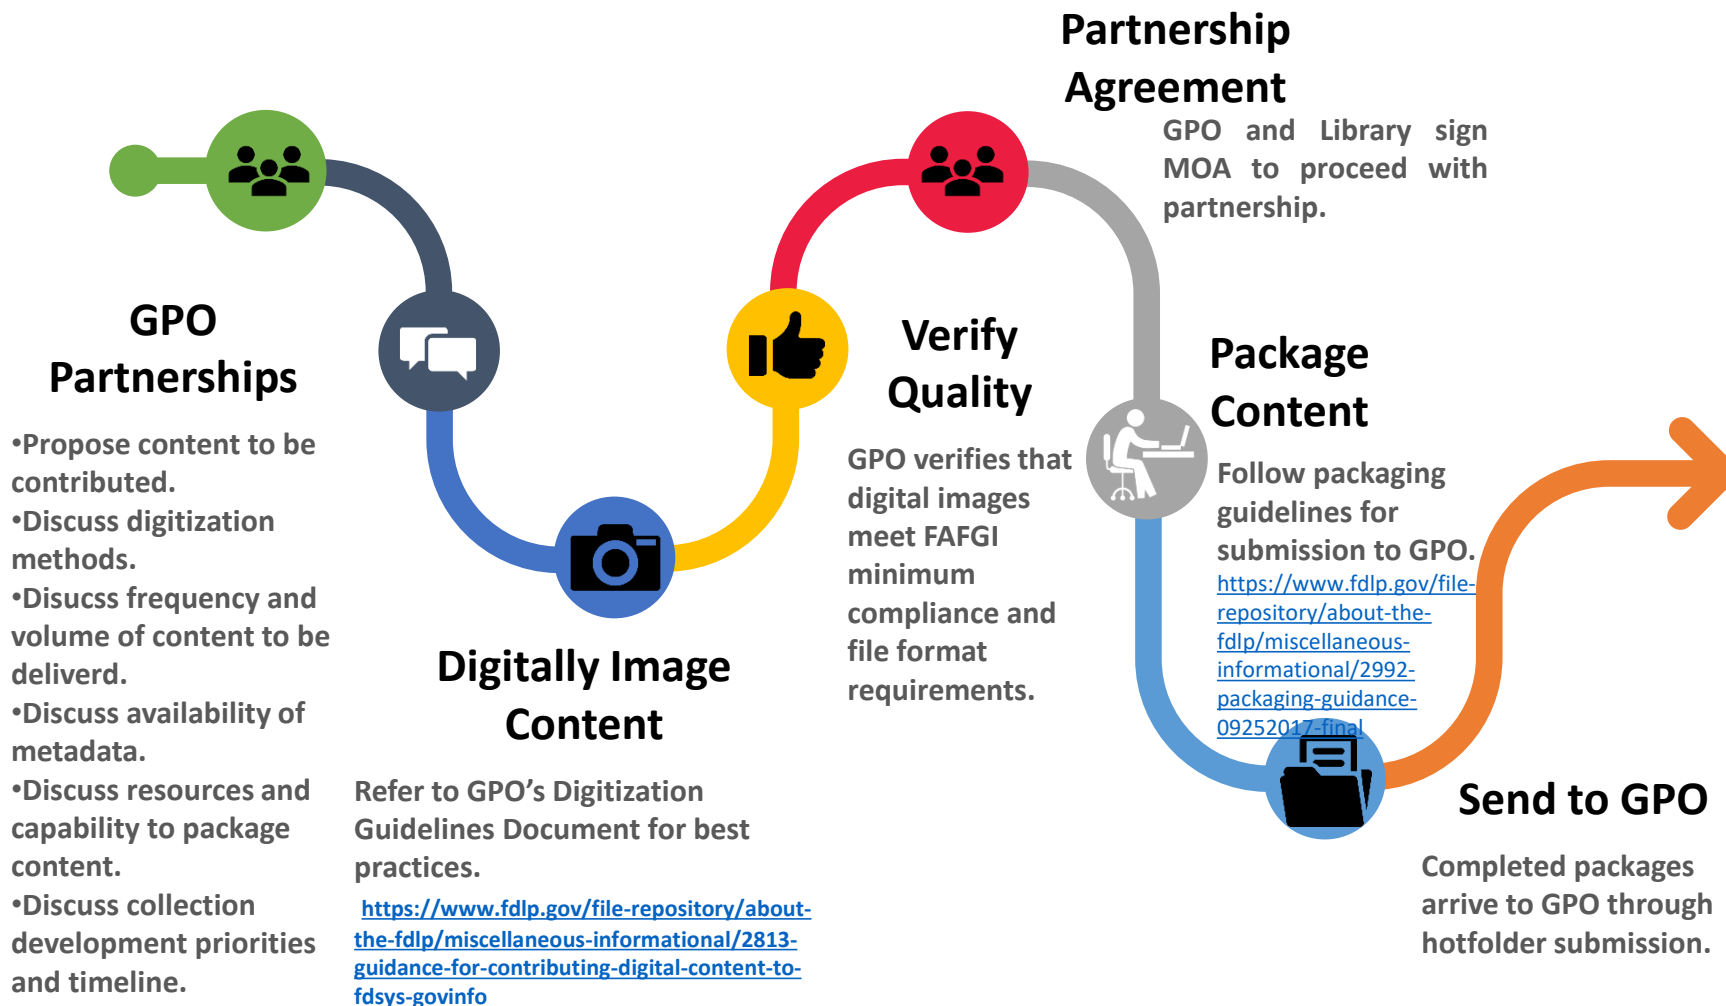 GPO
Partnerships
•Propose content to be
contributed.
•Discuss digitization
methods.
•Disucss frequency and
volume of content to be
deliverd.
•Discuss availability of
metadata.
•Discuss resources and
capability to package
content.
•Discuss collection
development priorities
and timeline.
Digitally Image
Content
Refer to GPO’s Digitization
Guidelines Document for best
practices.
https://www.fdlp.gov/file-repository/about-
the-fdlp/miscellaneous-informational/2813-
guidance-for-contributing-digital-content-to-
fdsys-govinfo
Verify
Quality
GPO verifies that
digital images
meet FAFGI
minimum
compliance and
file format
requirements.
Partnership
Agreement
GPO and Library sign
MOA to proceed with
partnership.
Package
Content
Follow packaging
guidelines for
submission to GPO.
https://www.fdlp.gov/file-
repository/about-the-
fdlp/miscellaneous-
informational/2992-
packaging-guidance-
09252017-final
Send to GPO
Completed packages
arrive to GPO through
hotfolder submission.